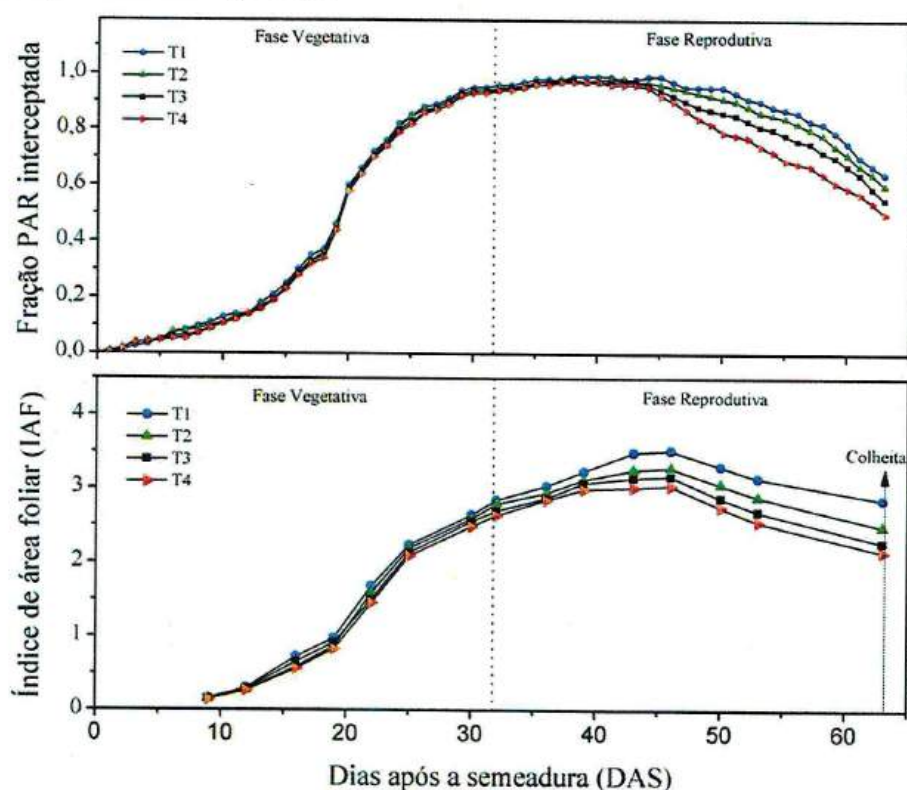 Fase Vegetativa Fase Reprodutiva
T1
T2
T3
T4
1,0
0,8
0,6
0,4
0,2
0,0
Fração PAR interceptada
Fase Vegetativa Fase Reprodutiva
T1
T2
T3
T4
Colheita
4
3
2
1
0
Índice de área foliar (IAF)
0 10 20 30 40 50 60
Dias após a semeadura (DAS)